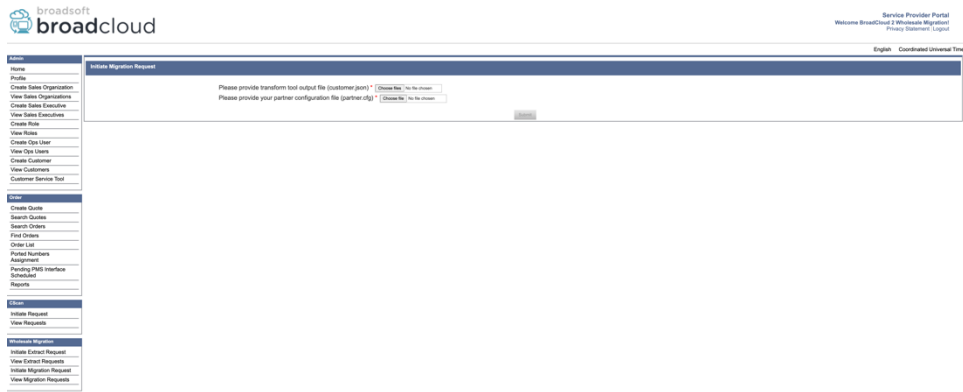 broadsoft
broadcloud
Service Provider Portal
Welcome BroadCloud 2 Wholesale Migration!
Privacy Statement | Logout
English Coordinated Universal Time
Admin
Home
Profile
Create Sales Organization
View Sales Organizations
Create Sales Executive
View Sales Executives
Create Role
View Roles
Create Ops User
View Ops Users
Create Customer
View Customers
Customer Service Tool
Initiate Migration Request
Please provide transform tool output file (customer.json) * Choose files No file chosen
Please provide your partner configuration file (partner.cfg) * Choose file No file chosen
Submit
Order
Create Quote
Search Quotes
Search Orders
Find Orders
Order List
Ported Numbers
Assignment
Pending PMS Interface
Scheduled
Reports
CScan
Initiate Request
View Requests
Wholesale Migration
Initiate Extract Request
View Extract Requests
Initiate Migration Request
View Migration Requests